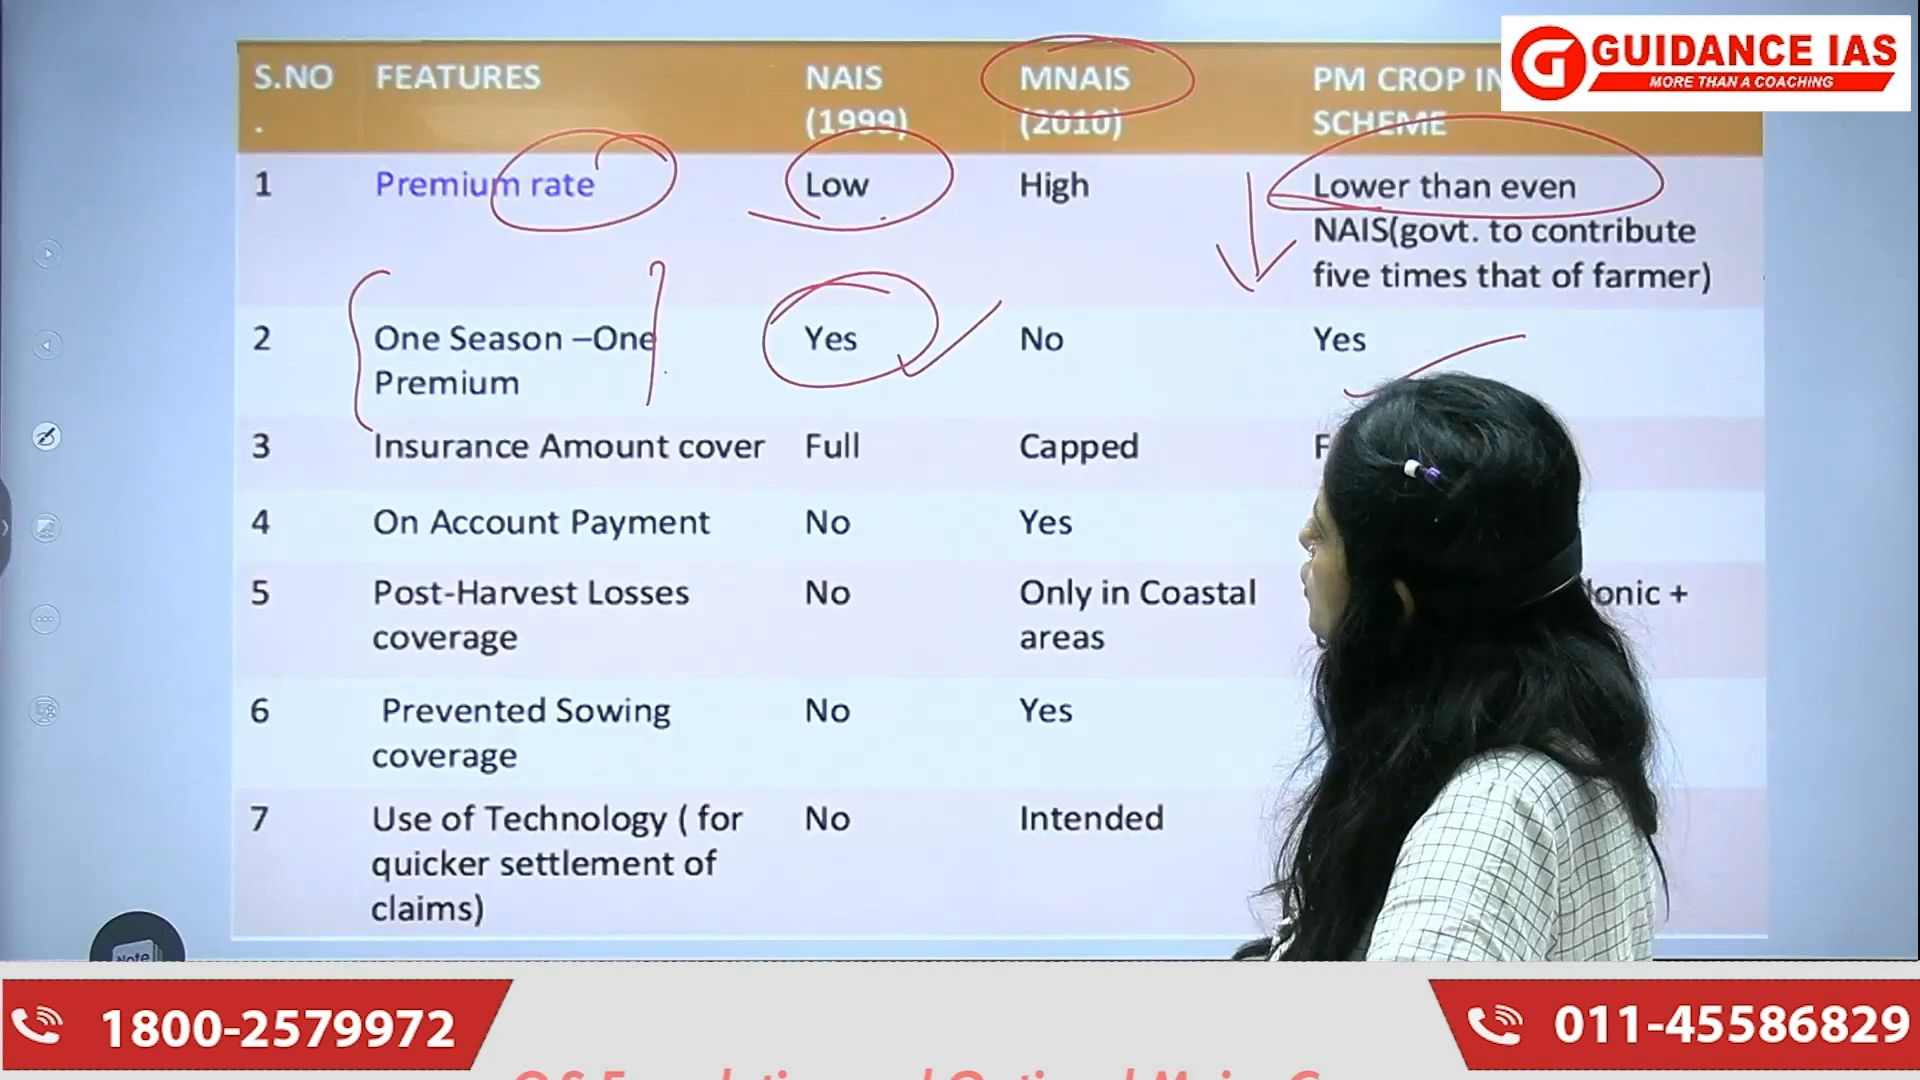 GUIDANCE IAS
MORE THAN A COACHING
S.NO
.
FEATURES
NAIS
(1999)
MNAIS
(2010)
PM CROP
SCHEME
1
Premium rate
Low
High
Lower than even
NAIS(govt. to contribute
five times that of farmer)
2
One Season –One
Premium
Yes
No
Yes
3
Insurance Amount cover
Full
Capped
4
On Account Payment
No
Yes
5
Post-Harvest Losses
coverage
No
Only in Coastal
areas
+
6
Prevented Sowing
coverage
No
Yes
7
Use of Technology ( for
quicker settlement of
claims)
No
Intended
Note
1800-2579972
011-45586829